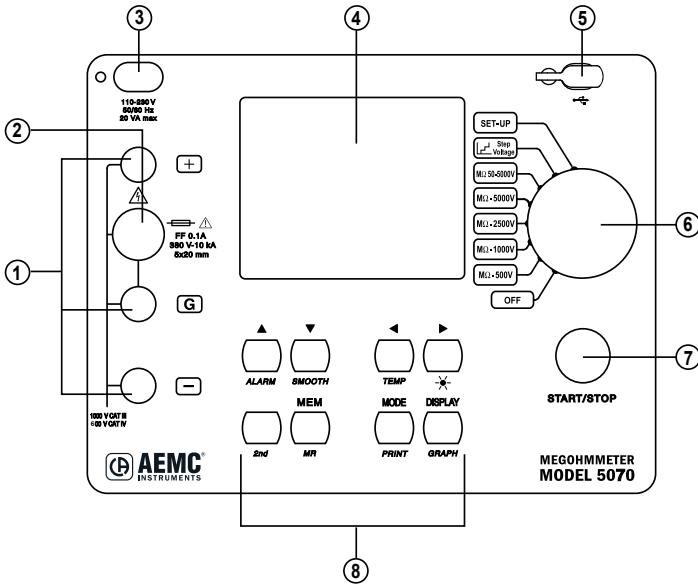 3
4
5
110-230V
50/60 Hz
20 VA max
2
SET-UP
Step
Voltage
+
MΩ 50-5000V
MΩ - 5000V
FF 0.1A
380 V-10 kA
5x20 mm
MΩ - 2500V
6
1
MΩ - 1000V
MΩ - 500V
G
OFF
▲ ▼ ◄ ►
7
ALARM SMOOTH TEMP
–
START/STOP
MEM MODE DISPLAY
1000 V CAT III
600 V CAT IV
2nd MR PRINT GRAPH
AEMC®
INSTRUMENTS
MEGOHMMETER
MODEL 5070
8